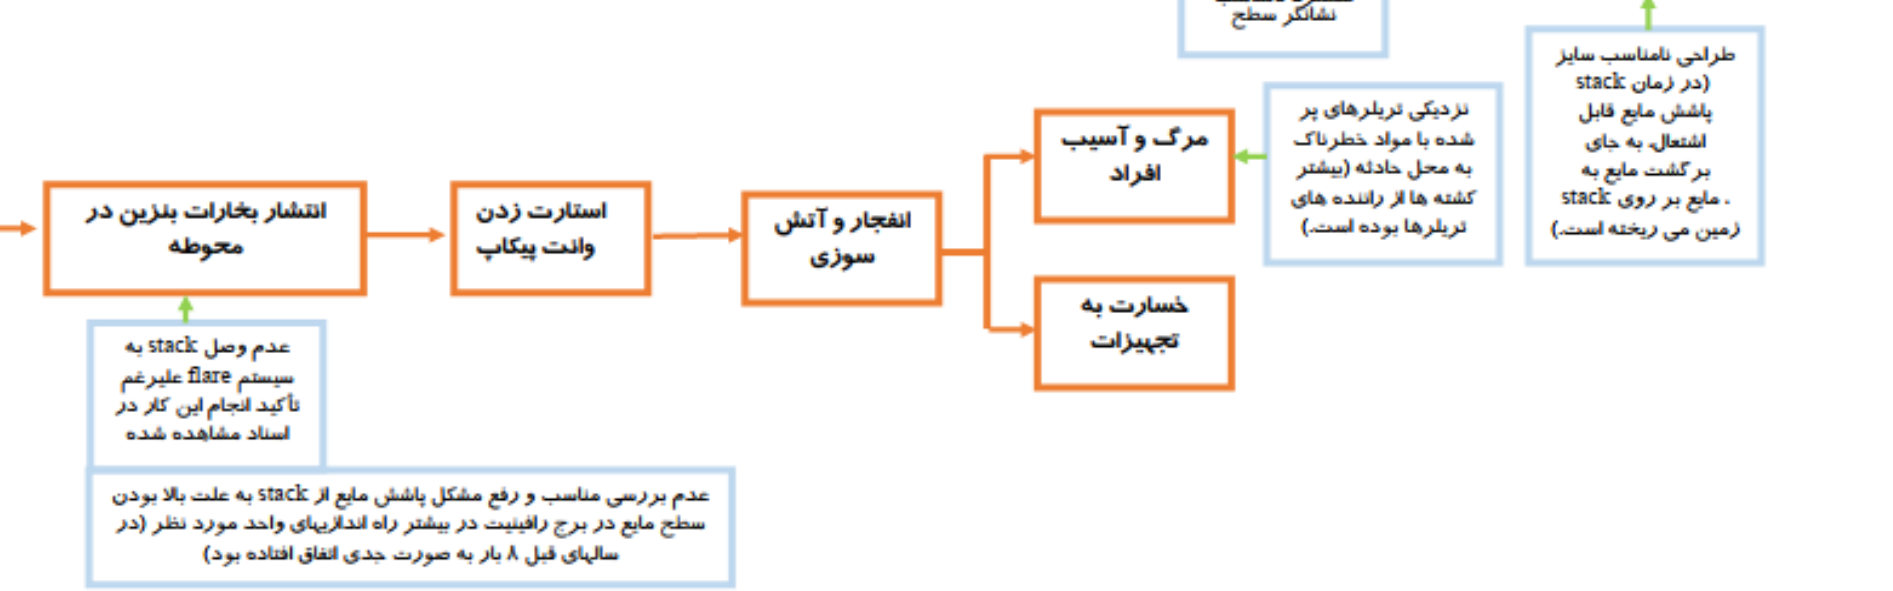 نشانگر سطح
طراحی نامناسب سایز
stack (در زمان
پاشش مایع قابل
اشتعال، به جای
برگشت مایع به
stack مایع بر روی .
زمین می ریخته است.)
نزدیکی تریلرهای پر
شده با مواد خطرناک
به محل حادثه (بیشتر
کشته ها از راننده های
تریلرها بوده است.)
مرگ و آسیب
افراد
خسارت به
تجهیزات
انفجار و آتش
سوزی
استارت زدن
وانت پیکاپ
انتشار بخارات بنزین در
محوطه
عدم وصل stack به
سیستم flare علیرغم
تأکید انجام این کار در
اسناد مشاهده شده
عدم بررسی مناسب و رفع مشکل پاشش مایع از stack به علت بالا بودن
سطح مایع در برج رافینیت در بیشتر راه اندازیهای واحد مورد نظر (در
سالهای قبل ۸ بار به صورت جدی اتفاق افتاده بود)